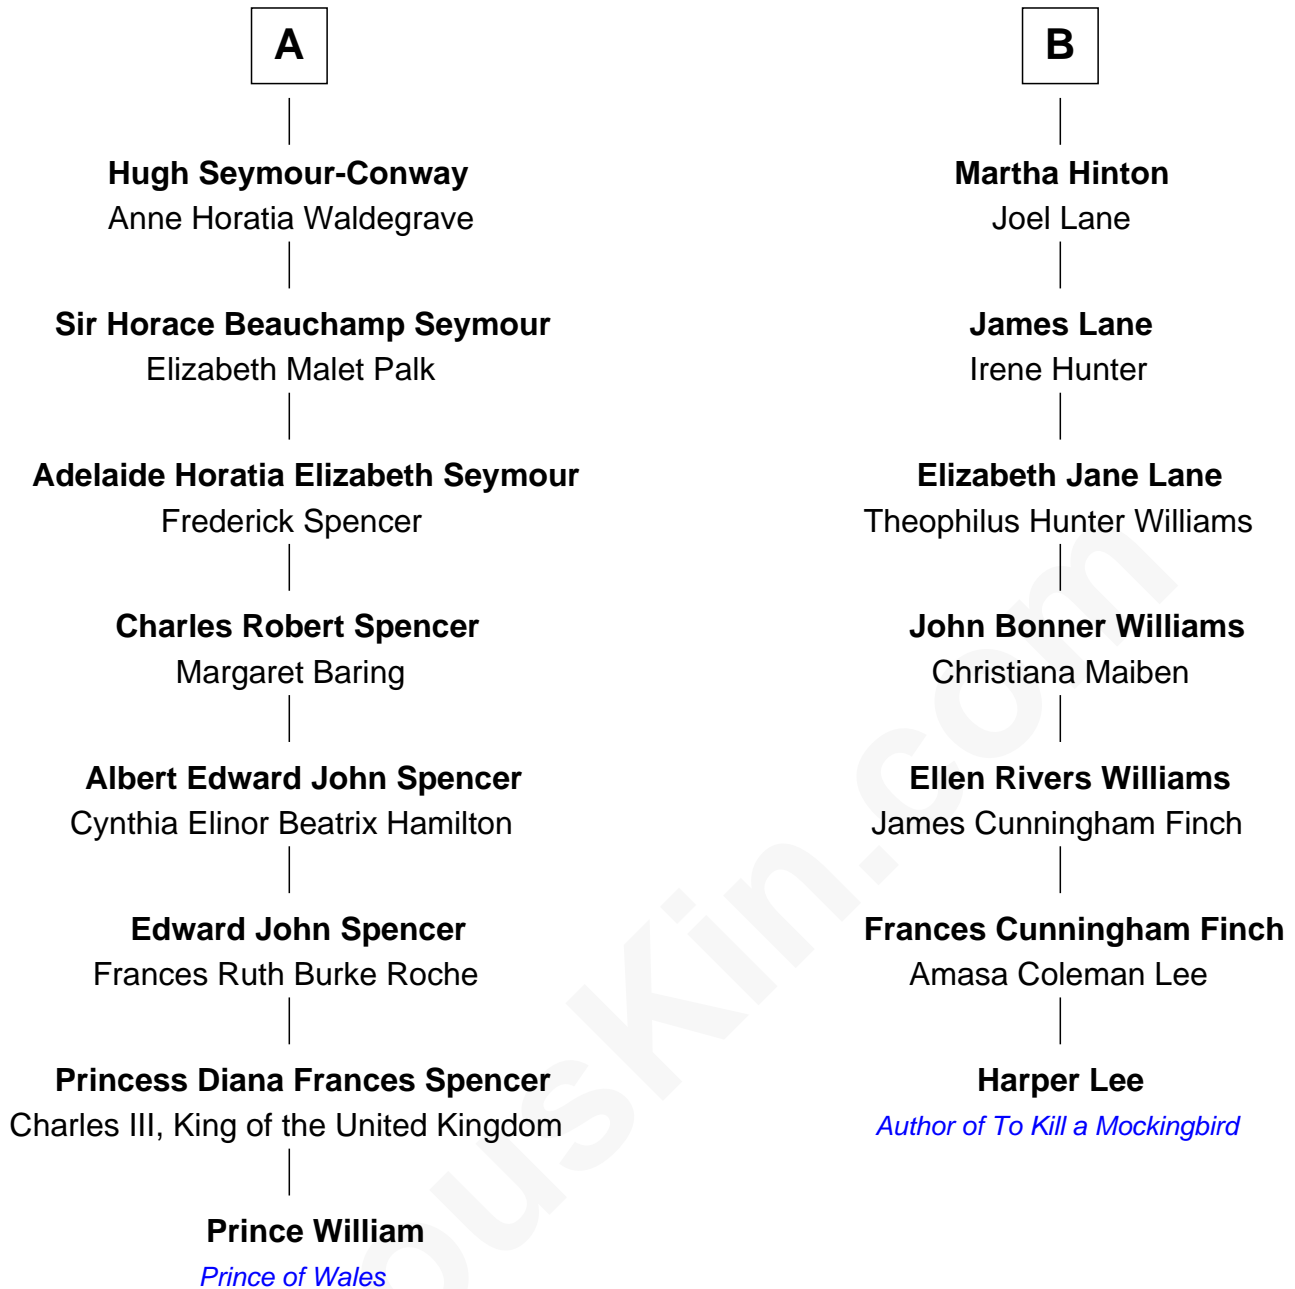 A
Hugh Seymour-Conway
Anne Horatia Waldegrave
Sir Horace Beauchamp Seymour
Elizabeth Malet Palk
Adelaide Horatia Elizabeth Seymour
Frederick Spencer
Charles Robert Spencer
Margaret Baring
Albert Edward John Spencer
Cynthia Elinor Beatrix Hamilton
Edward John Spencer
Frances Ruth Burke Roche
Princess Diana Frances Spencer
Charles III, King of the United Kingdom
Prince William
Prince of Wales
B
Martha Hinton
Joel Lane
James Lane
Irene Hunter
Elizabeth Jane Lane
Theophilus Hunter Williams
John Bonner Williams
Christiana Maiben
Ellen Rivers Williams
James Cunningham Finch
Frances Cunningham Finch
Amasa Coleman Lee
Harper Lee
Author of To Kill a Mockingbird
ousKin.com